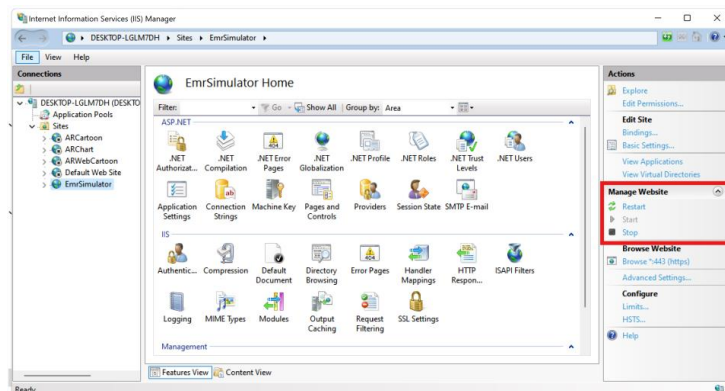 Internet Information Services (IIS) Manager
DESKTOP-LGLM7DH
Sites
EmrSimulator
File View Help
Connections
DESKTOP-LGLM7DH (DESKTO
Application Pools
Sites
ARCartoon
ARChart
ARWebCartoon
Default Web Site
EmrSimulator
EmrSimulator Home
Filter: Go Show All Group by: Area
ASP.NET
.NET Authorizat...
.NET Compilation
.NET Error Pages
.NET Globalization
.NET Profile
.NET Roles
.NET Trust Levels
.NET Users
Application Settings
Connection Strings
Machine Key
Pages and Controls
Providers
Session State
SMTP E-mail
IIS
Authentic...
Compression
Default Document
Directory Browsing
Error Pages
Handler Mappings
HTTP Respon...
ISAPI Filters
Logging
MIME Types
Modules
Output Caching
Request Filtering
SSL Settings
Management
Features View Content View
Ready
Actions
Explore
Edit Permissions...
Edit Site
Bindings...
Basic Settings...
View Applications
View Virtual Directories
Manage Website
Restart
Start
Stop
Browse Website
Browse *:443 (https)
Advanced Settings...
Configure
Limits...
HSTS...
Help